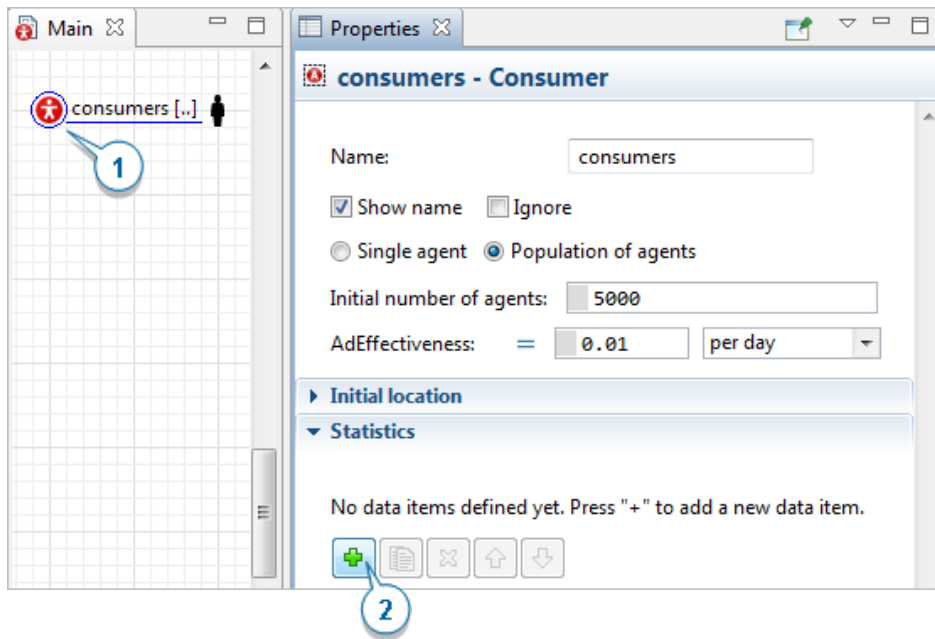 Main
Properties
consumers - Consumer
consumers [..]
1
Name: consumers
Show name Ignore
Single agent Population of agents
Initial number of agents: 5000
AdEffectiveness: = 0.01 per day
Initial location
Statistics
No data items defined yet. Press "+" to add a new data item.
2